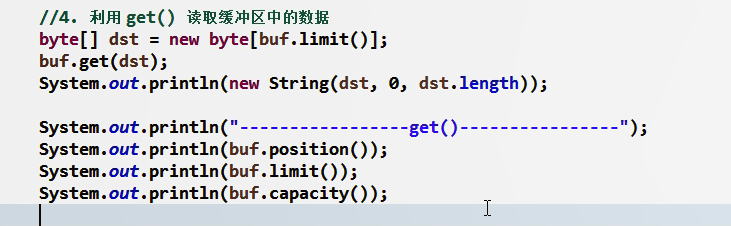 //4. 利用 get() 读取缓冲区中的数据
byte[] dst = new byte[buf.limit()];
buf.get(dst);
System.out.println(new String(dst, 0, dst.length));
System.out.println("-----------------get()----------------");
System.out.println(buf.position());
System.out.println(buf.limit());
System.out.println(buf.capacity());